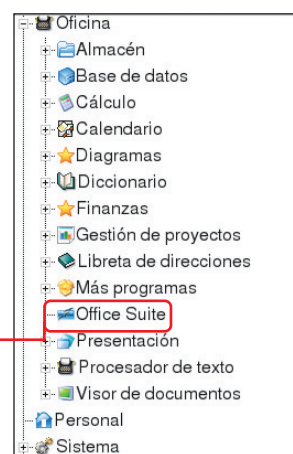 Oficina
Almacén
Base de datos
Cálculo
Calendario
Diagramas
Diccionario
Finanzas
Gestión de proyectos
Libreta de direcciones
Más programas
Office Suite
Presentación
Procesador de texto
Visor de documentos
Personal
Sistema